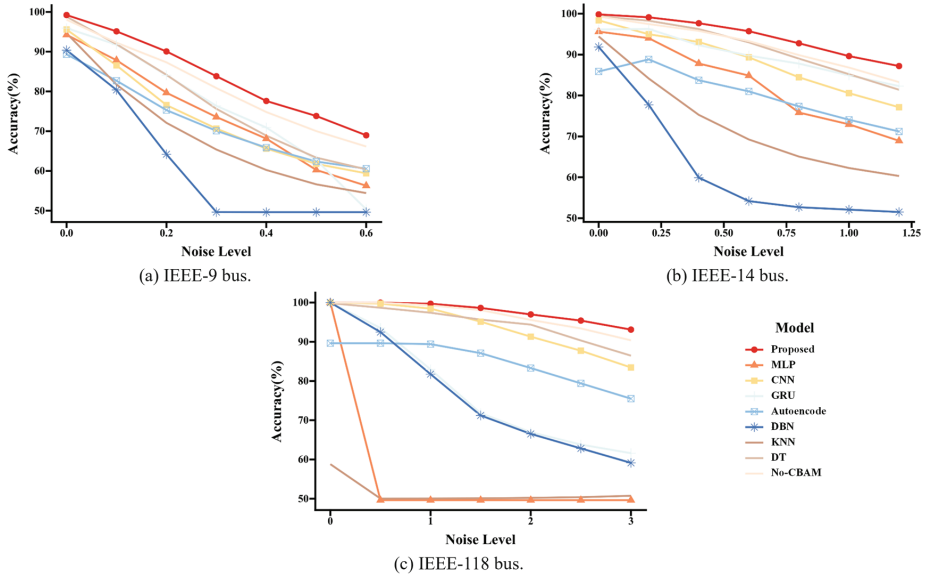 Accuracy(%)
100
90
80
70
60
50
0.0
0.2
0.4
0.6
Noise Level
(a) IEEE-9 bus.
Accuracy(%)
100
90
80
70
60
50
0.00
0.25
0.50
0.75
1.00
1.25
Noise Level
(b) IEEE-14 bus.
Accuracy(%)
100
90
80
70
60
50
0
1
2
3
Noise Level
(c) IEEE-118 bus.
Model
Proposed
MLP
CNN
GRU
Autoencode
DBN
KNN
DT
No-CBAM